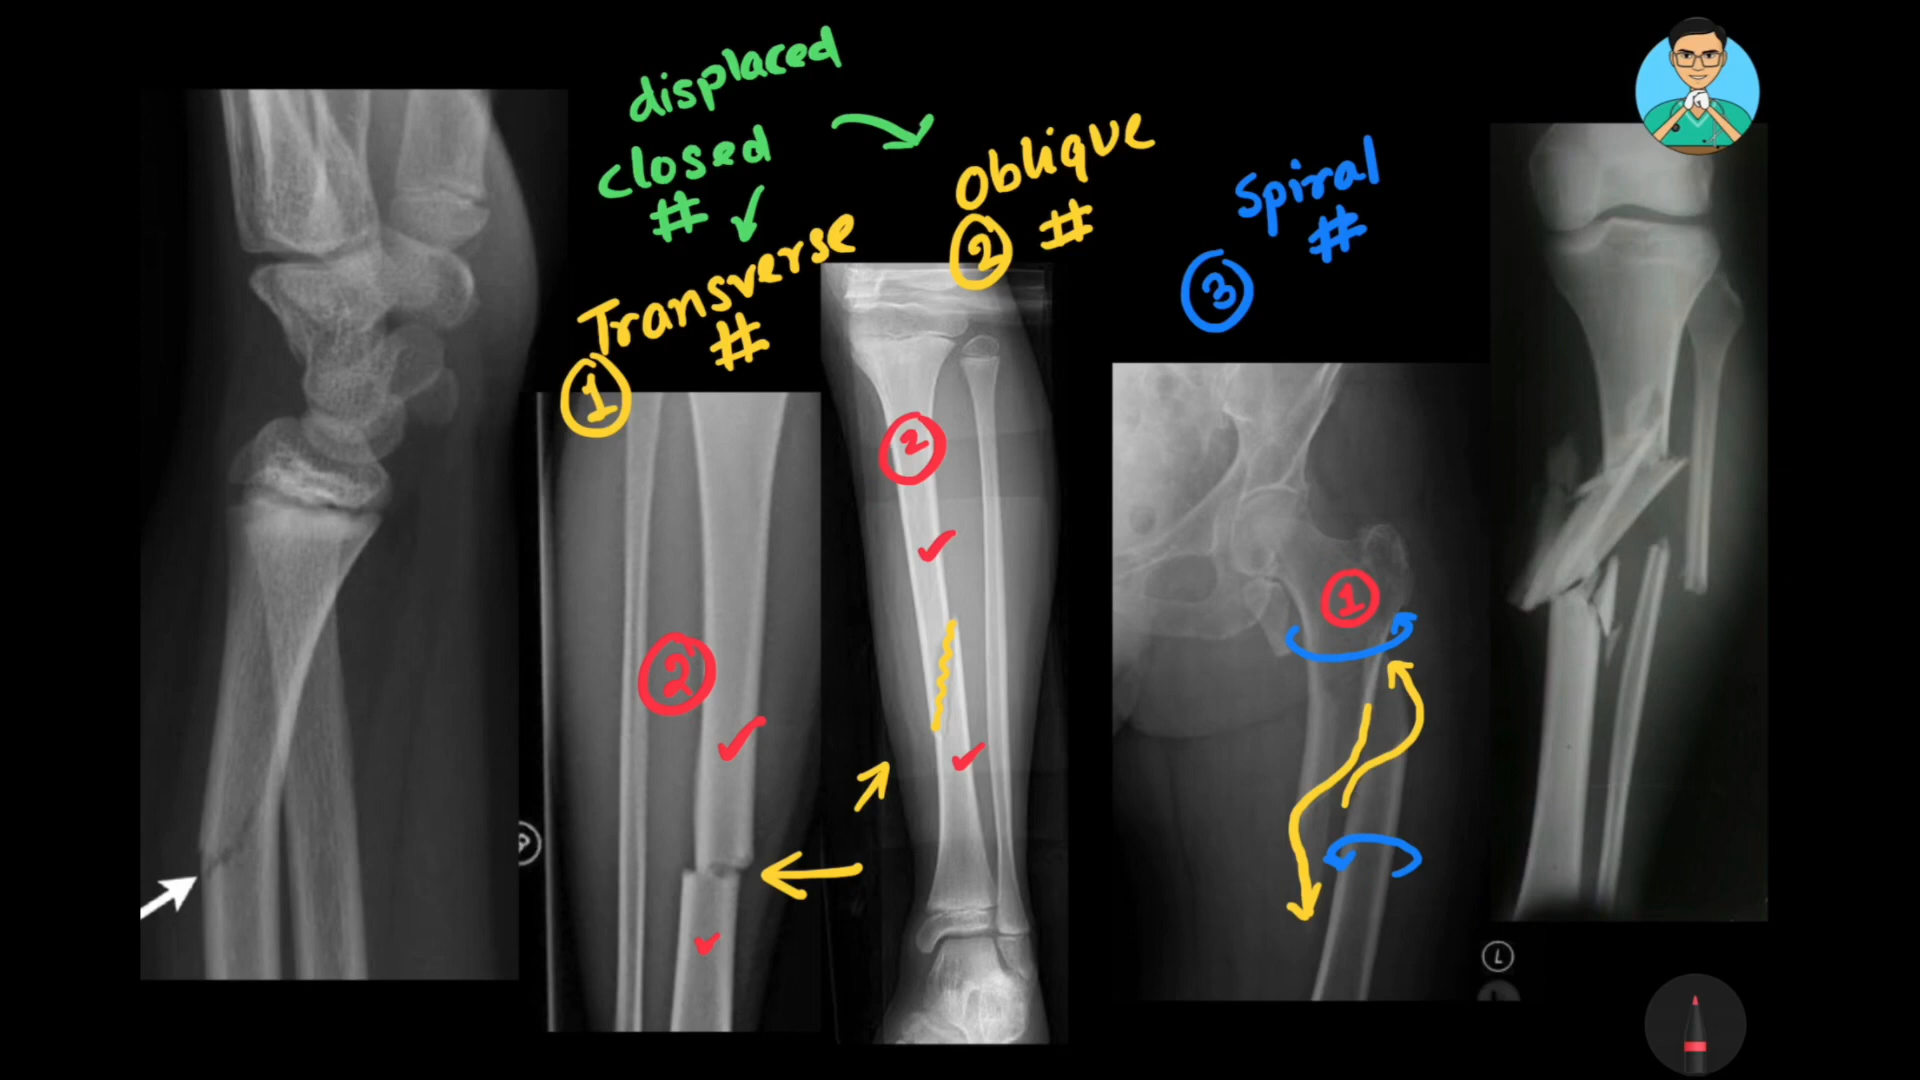 displaced
closed
#
Transverse
#
1
Oblique
2 #
Spiral
#
3
2
2
1
L